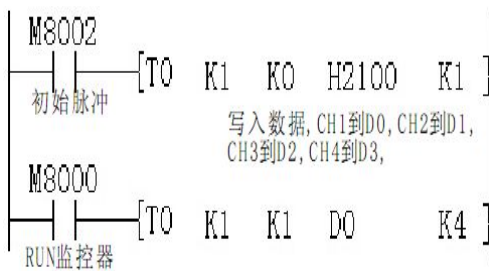 M8002
[TO K1 K0 H2100 K1 ]
初始脉冲
写入数据,CH1到D0,CH2到D1,
CH3到D2,CH4到D3,
M8000
[TO K1 K1 D0 K4 ]
RUN监控器